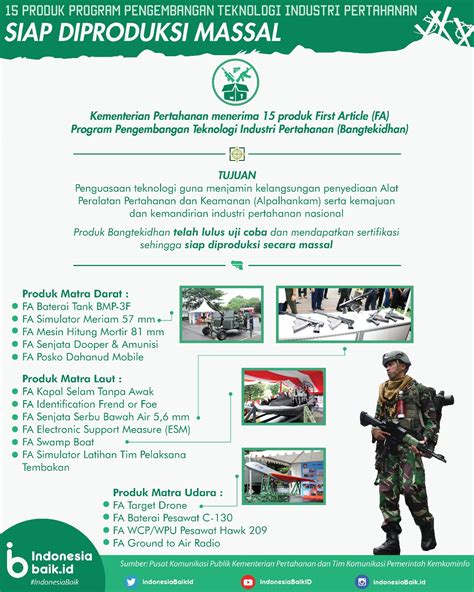 15 PRODUK PROGRAM PENGEMBANGAN TEKNOLOGI INDUSTRI PERTAHANAN
SIAP DIPRODUKSI MASSAL
Kementerian Pertahanan menerima 15 produk First Article (FA)
Program Pengembangan Teknologi Industri Pertahanan (Bangtekidhan)
TUJUAN
Penguasaan teknologi guna menjamin kelangsungan penyediaan Alat
Peralatan Pertahanan dan Keamanan (Alpalhankam) serta kemajuan
dan kemandirian industri pertahanan nasional
Produk Bangtekidhan telah lulus uji coba dan mendapatkan sertifikasi
sehingga siap diproduksi secara massal
Produk Matra Darat :
FA Baterai Tank BMP-3F
FA Simulator Meriam 57 mm
FA Mesin Hitung Mortir 81 mm
FA Senjata Dooper & Amunisi
FA Posko Dahanud Mobile
Produk Matra Laut :
FA Kapal Selam Tanpa Awak
FA Identification Frend or Foe
FA Senjata Serbu Bawah Air 5,6 mm
FA Electronic Support Measure (ESM)
FA Swamp Boat
FA Simulator Latihan Tim Pelaksana
Tembakan
Produk Matra Udara :
FA Target Drone
FA Baterai Pesawat C-130
FA WCP/WPU Pesawat Hawk 209
FA Ground to Air Radio
Indonesia
baik.id
#IndonesiaBaik
Sumber: Pusat Komunikasi Publik Kementerian Pertahanan dan Tim Komunikasi Pemerintah Kemkominfo
IndonesiaBaikId
IndonesiaBaikID
IndonesiaBaikId